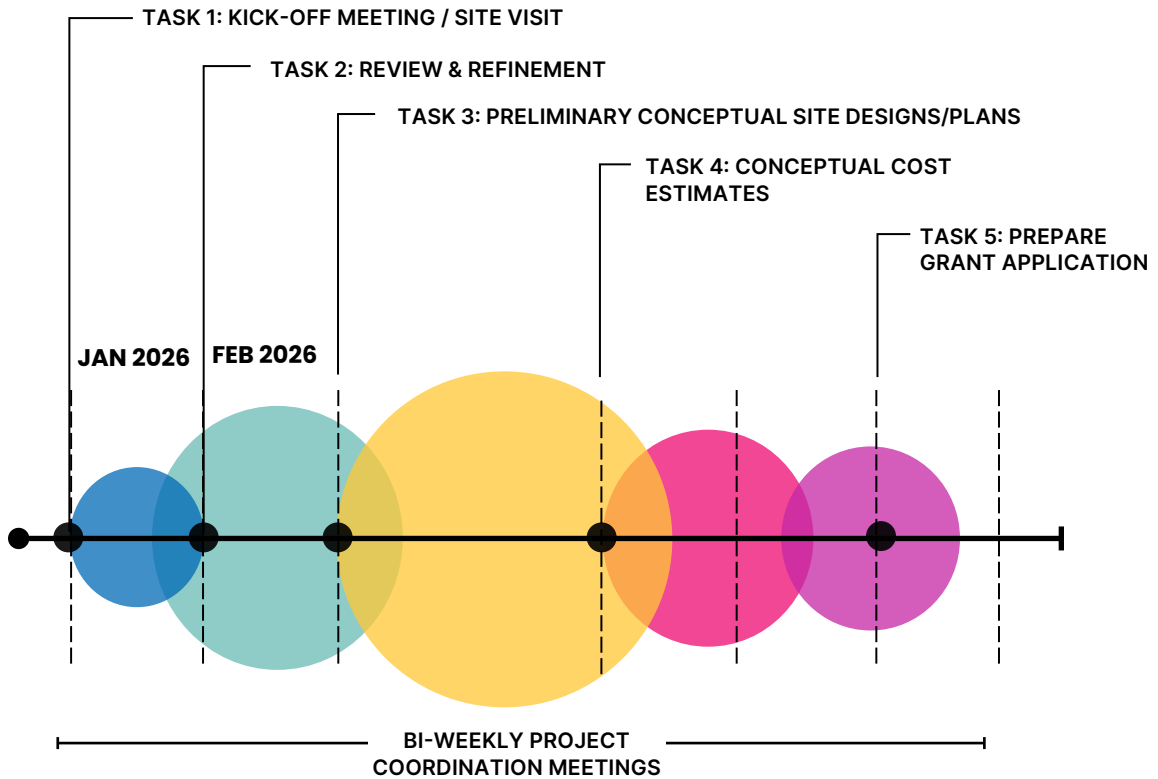 TASK 1: KICK-OFF MEETING / SITE VISIT
TASK 2: REVIEW & REFINEMENT
TASK 3: PRELIMINARY CONCEPTUAL SITE DESIGNS/PLANS
TASK 4: CONCEPTUAL COST
ESTIMATES
TASK 5: PREPARE
GRANT APPLICATION
JAN 2026
FEB 2026
BI-WEEKLY PROJECT
COORDINATION MEETINGS